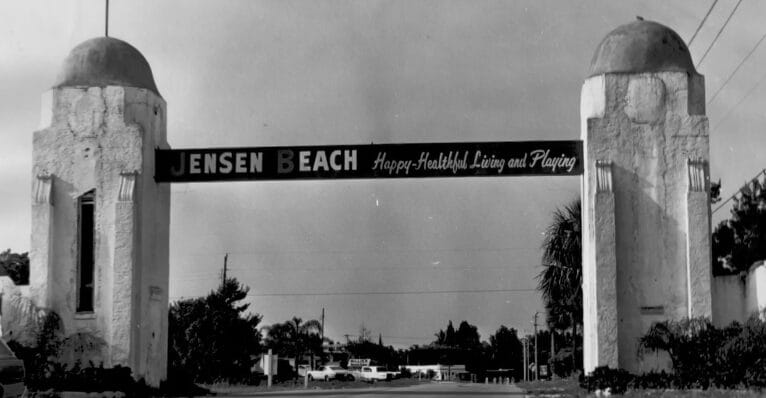 JENSEN BEACH Happy-Healthful Living and Playing